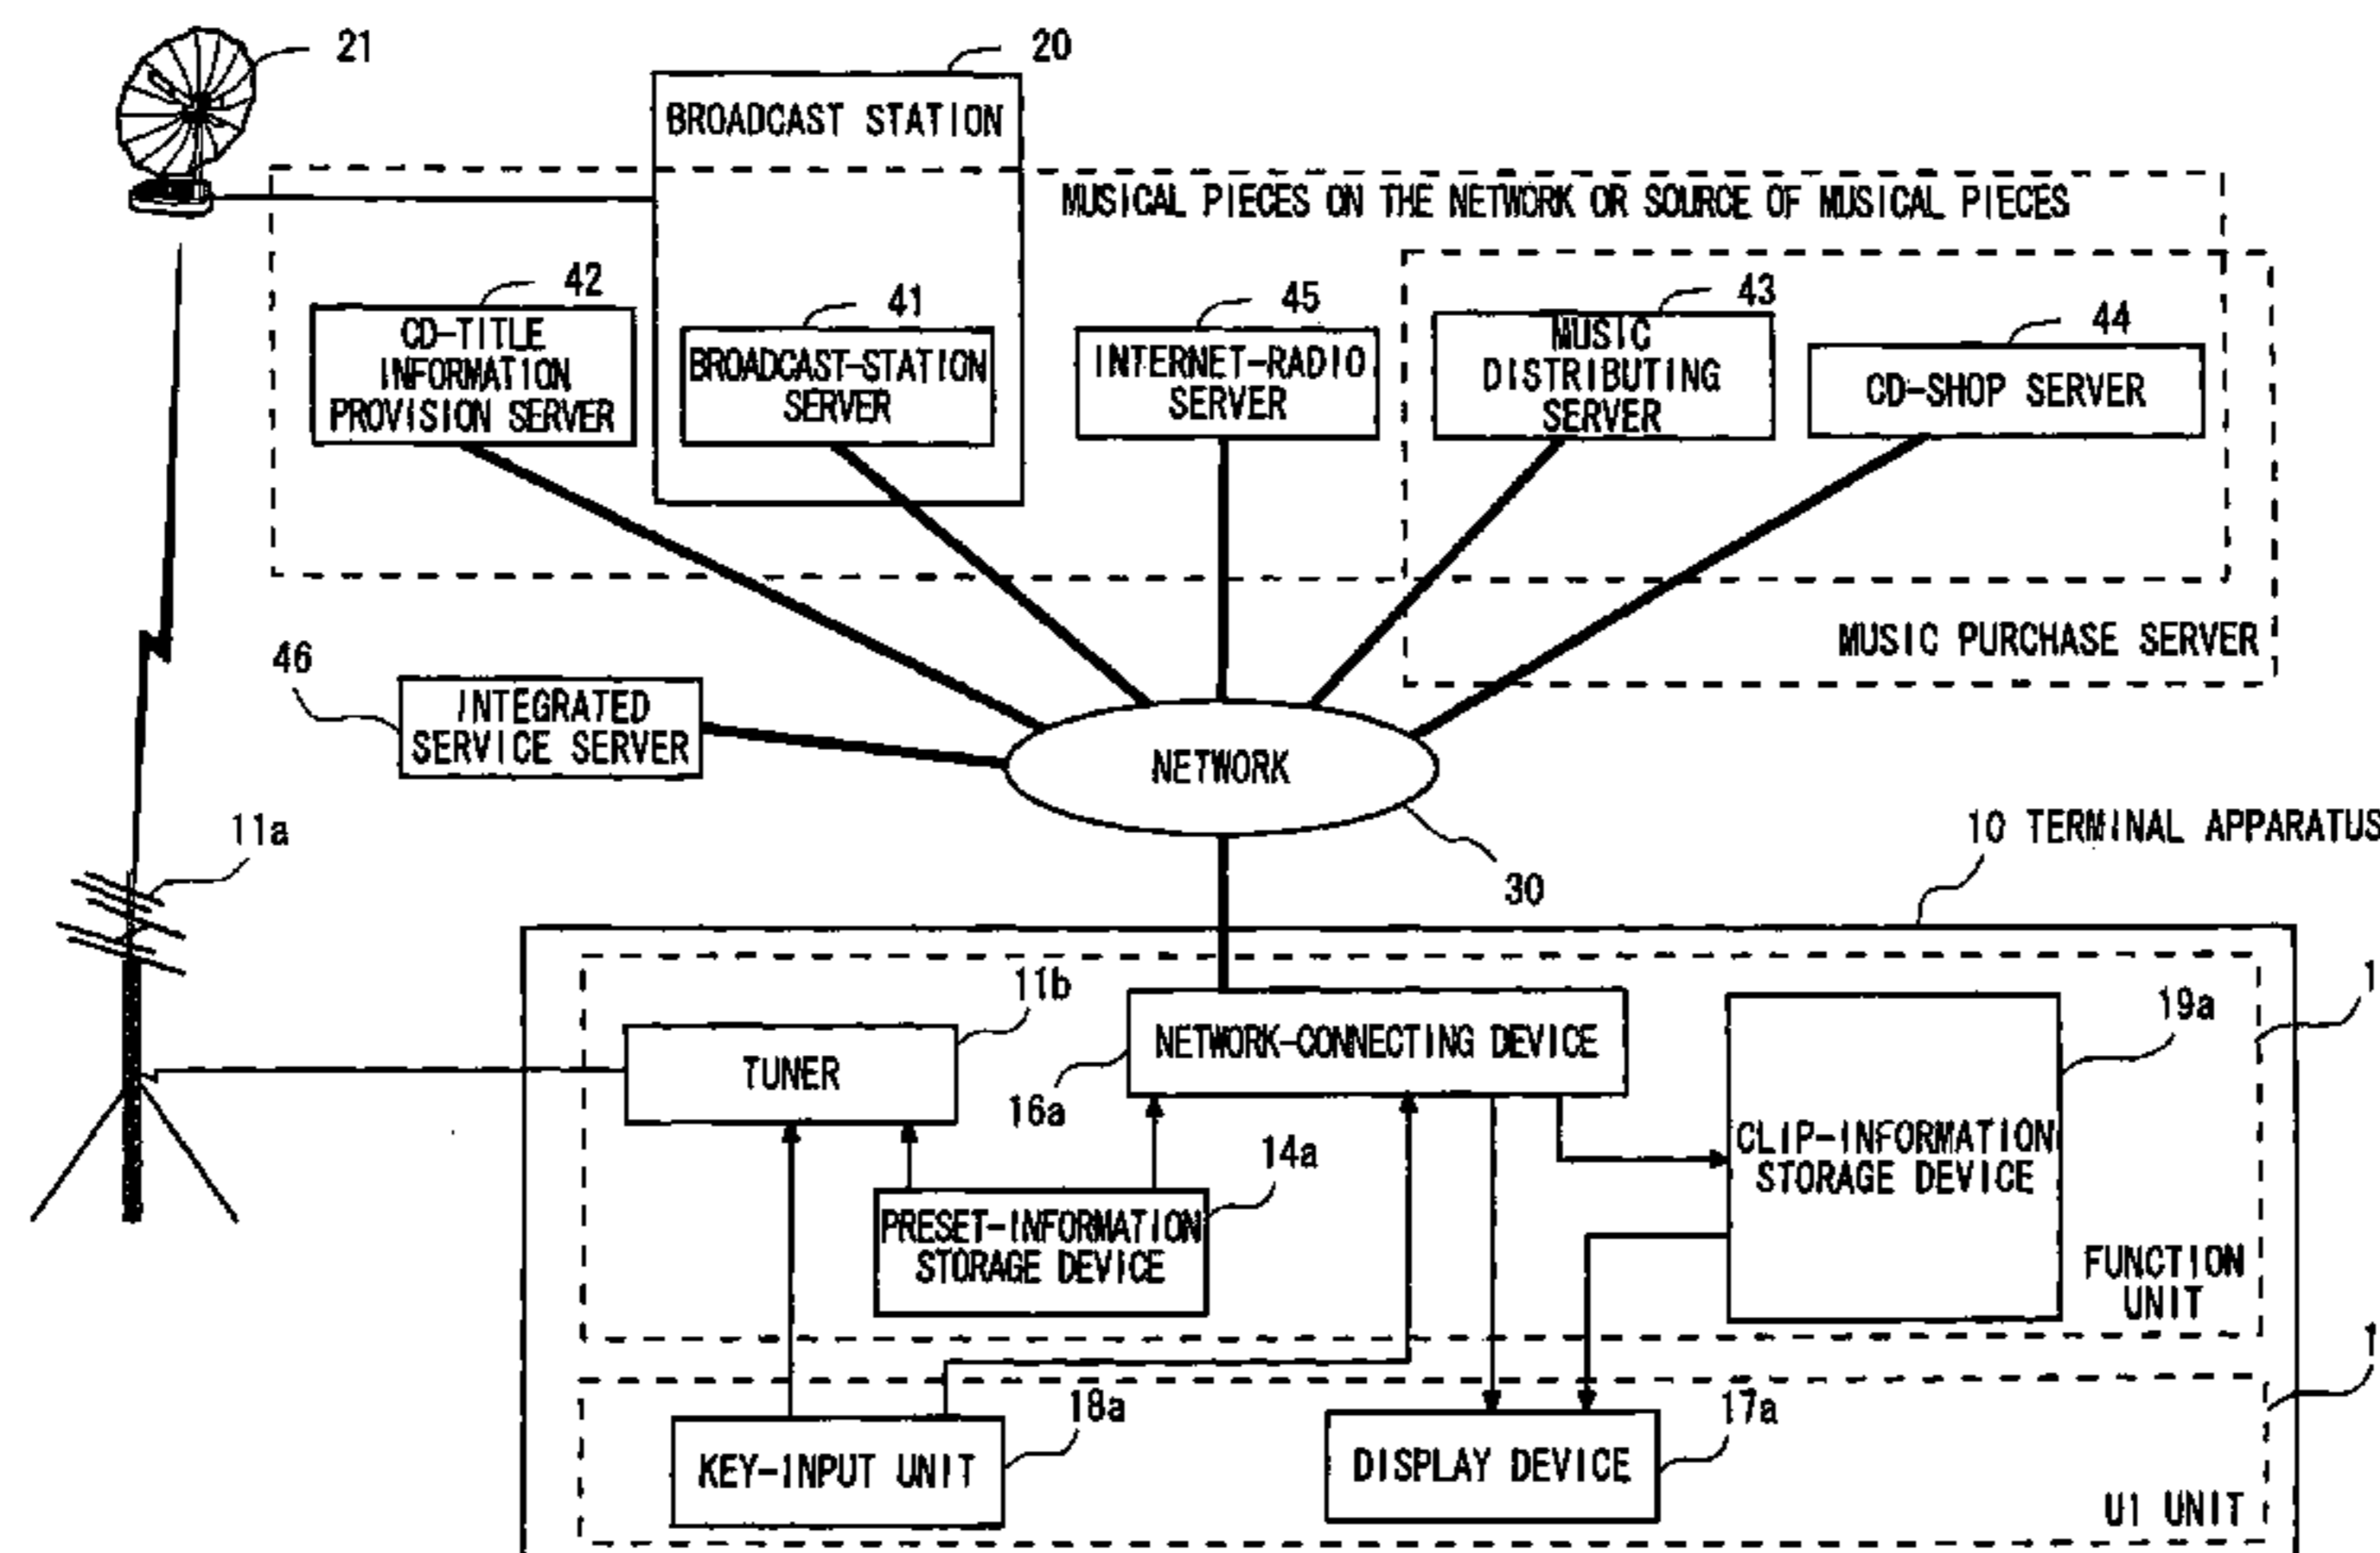 21
20
BROADCAST STATION
MUSICAL PIECES ON THE NETWORK OR SOURCE OF MUSICAL PIECES
42
41
45
43
44
CD-TITLE
INFORMATION
PROVISION SERVER
BROADCAST-STATION
SERVER
INTERNET-RADIO
SERVER
MUSIC
DISTRIBUTING
SERVER
CD-SHOP SERVER
MUSIC PURCHASE SERVER
46
INTEGRATED
SERVICE SERVER
NETWORK
30
11a
10 TERMINAL APPARATUS
11b
TUNER
NETWORK-CONNECTING DEVICE
16a
19a
1
14a
PRESET-INFORMATION
STORAGE DEVICE
CLIP-INFORMATION
STORAGE DEVICE
FUNCTION
UNIT
1
18a
KEY-INPUT UNIT
17a
DISPLAY DEVICE
UI UNIT